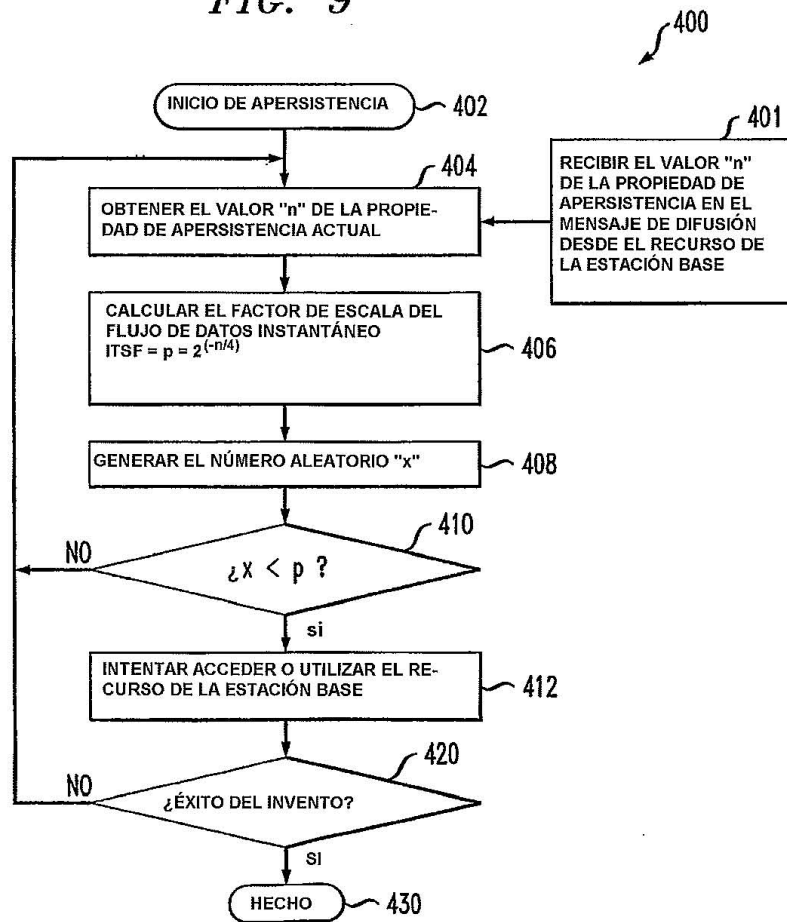 FIG. 9
400
INICIO DE APERSISTENCIA
402
401
RECIBIR EL VALOR "n"
DE LA PROPIEDAD DE
APERSISTENCIA EN EL
MENSAJE DE DIFUSIÓN
DESDE EL RECURSO DE
LA ESTACIÓN BASE
404
OBTENER EL VALOR "n" DE LA PROPIE-
DAD DE APERSISTENCIA ACTUAL
CALCULAR EL FACTOR DE ESCALA DEL
FLUJO DE DATOS INSTANTÁNEO
ITSF = p = 2^(-n/4)
406
GENERAR EL NÚMERO ALEATORIO "x"
408
410
NO
¿x < p ?
si
INTENTAR ACCEDER O UTILIZAR EL RE-
CURSO DE LA ESTACIÓN BASE
412
420
NO
¿ÉXITO DEL INVENTO?
SI
HECHO
430